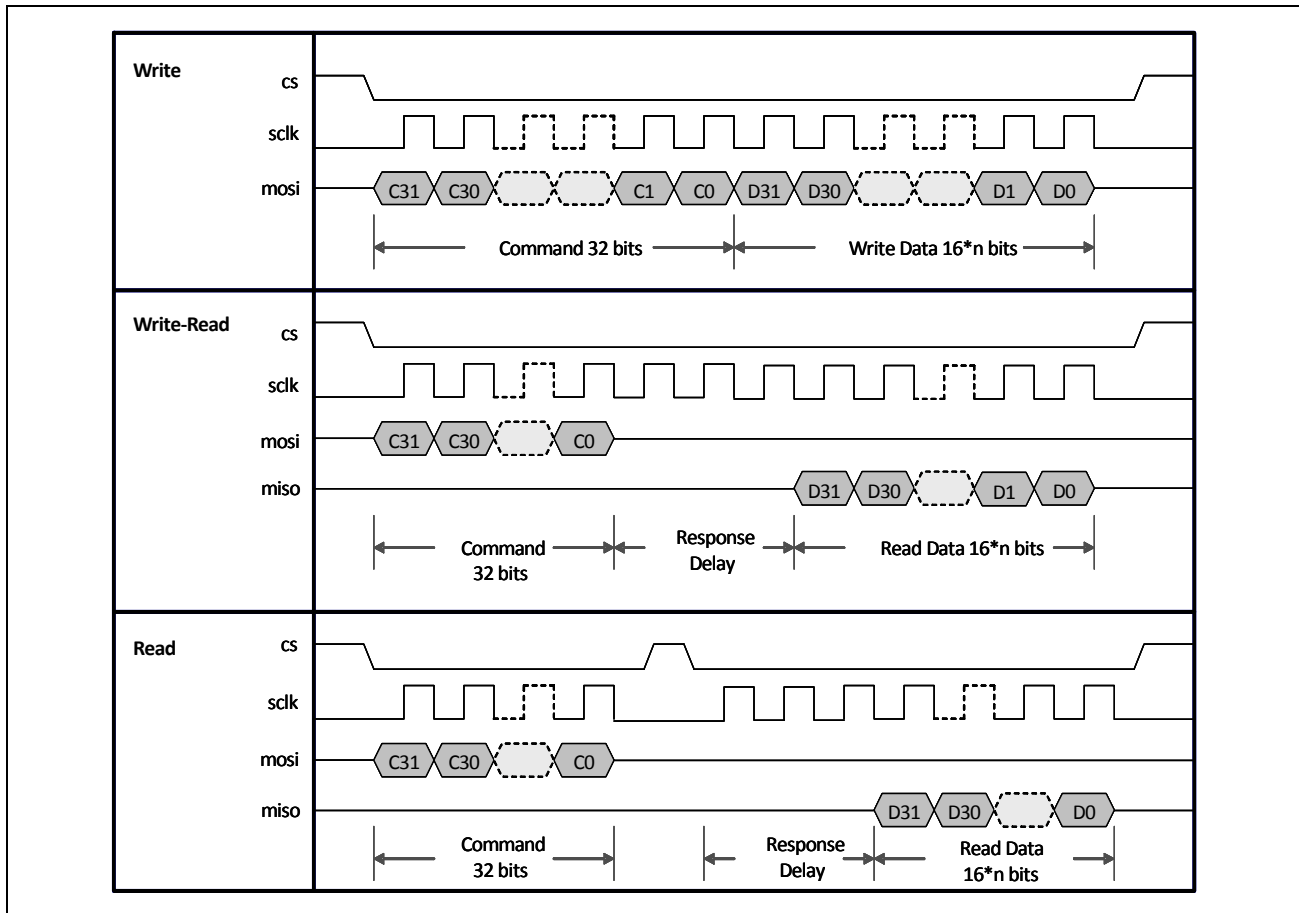 Write
cs
sclk
mosi
C31 C30 C1 C0 D31 D30 D1 D0
Command 32 bits
Write Data 16*n bits
Write-Read
cs
sclk
mosi
C31 C30 C0
miso
D31 D30 D1 D0
Command
32 bits
Response
Delay
Read Data 16*n bits
Read
cs
sclk
mosi
C31 C30 C0
miso
D31 D30 D0
Command
32 bits
Response
Delay
Read Data
16*n bits